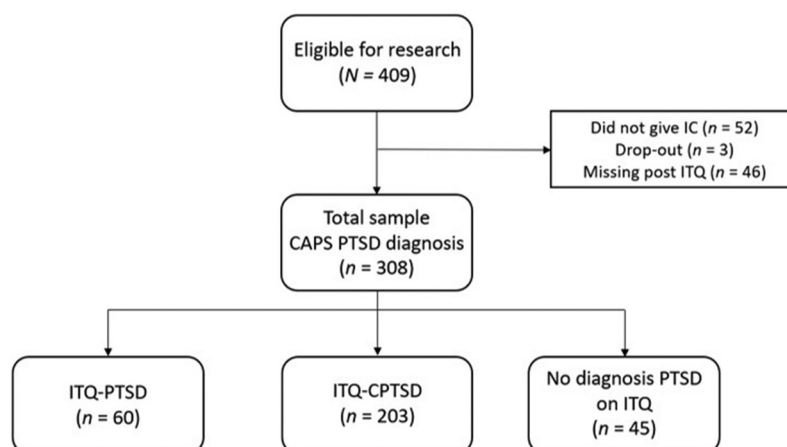 Eligible for research
(N = 409)
Did not give IC (n = 52)
Drop-out (n = 3)
Missing post ITQ (n = 46)
Total sample
CAPS PTSD diagnosis
(n = 308)
ITQ-PTSD
(n = 60)
ITQ-CPTSD
(n = 203)
No diagnosis PTSD
on ITQ
(n = 45)